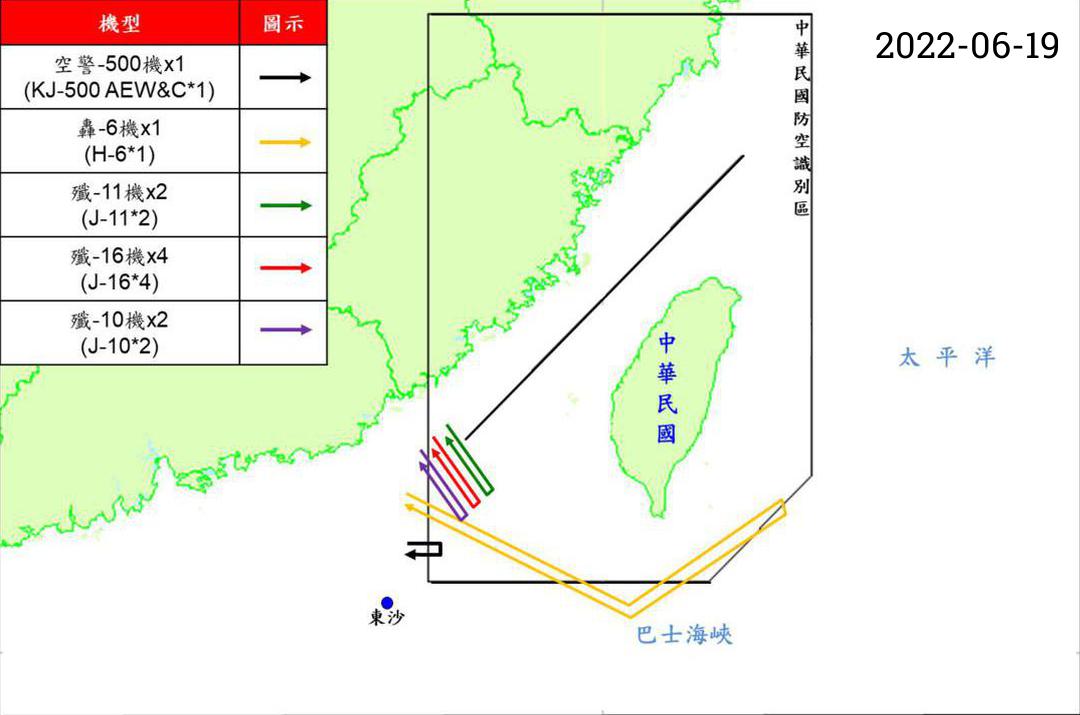 機型
圖示
空警-500機x1
(KJ-500 AEW&C*1)
轟-6機x1
(H-6*1)
殲-11機x2
(J-11*2)
殲-16機x4
(J-16*4)
殲-10機x2
(J-10*2)
中華民國防空識別區
2022-06-19
中華民國
太平洋
東沙
巴士海峽